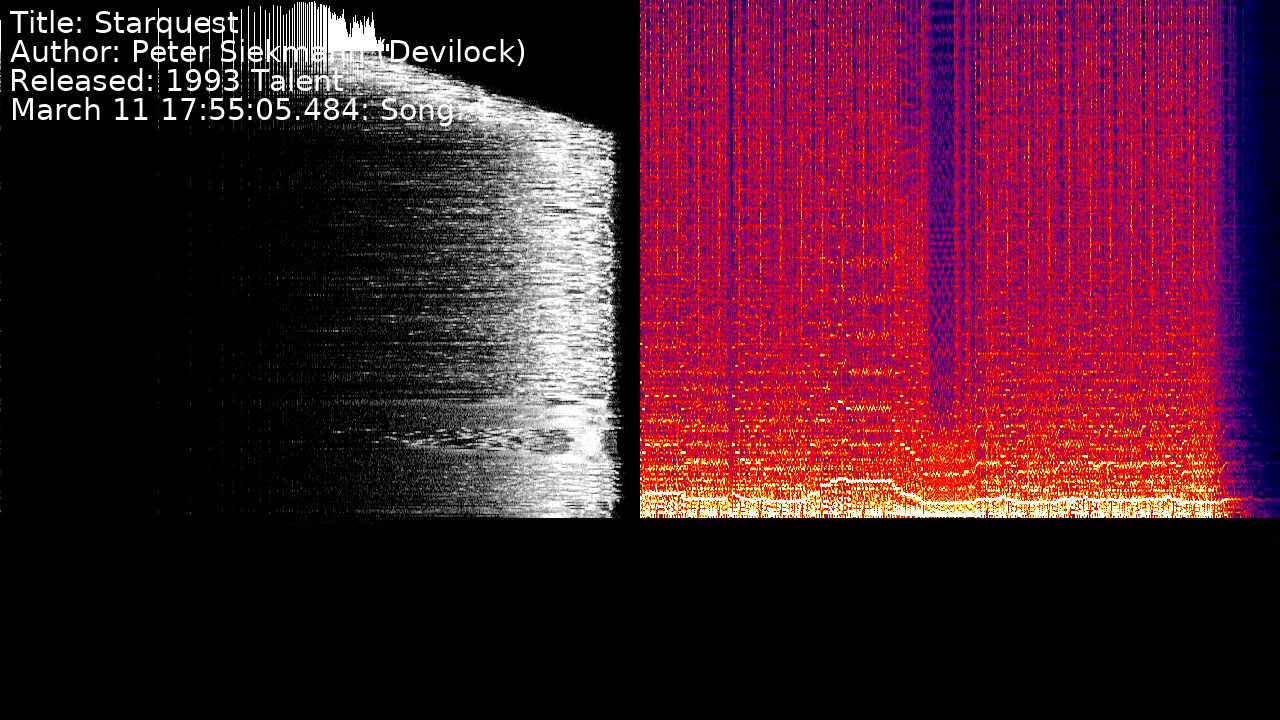 Title: Starquest
Author: Peter Siekmann (Devilock)
Released: 1993 Talent
March 11 17:55:05.484: Song: